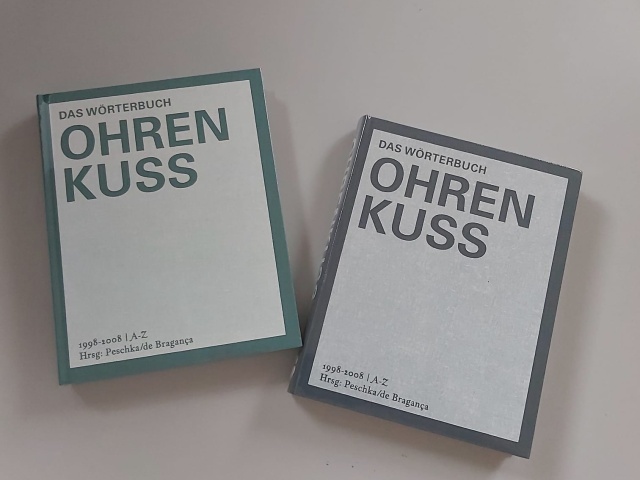 DAS WÖRTERBUCH
OHREN
KUSS
1998-2008 | A-Z
Hrsg: Peschka/de Bragança
DAS WÖRTERBUCH
OHREN
KUSS
1998-2008 | A-Z
Hrsg: Peschka/de Bragança